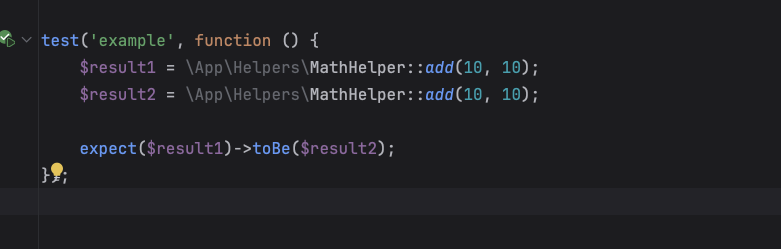 test('example', function () {
    $result1 = \App\Helpers\MathHelper::add(10, 10);
    $result2 = \App\Helpers\MathHelper::add(10, 10);
    expect($result1)->toBe($result2);
});